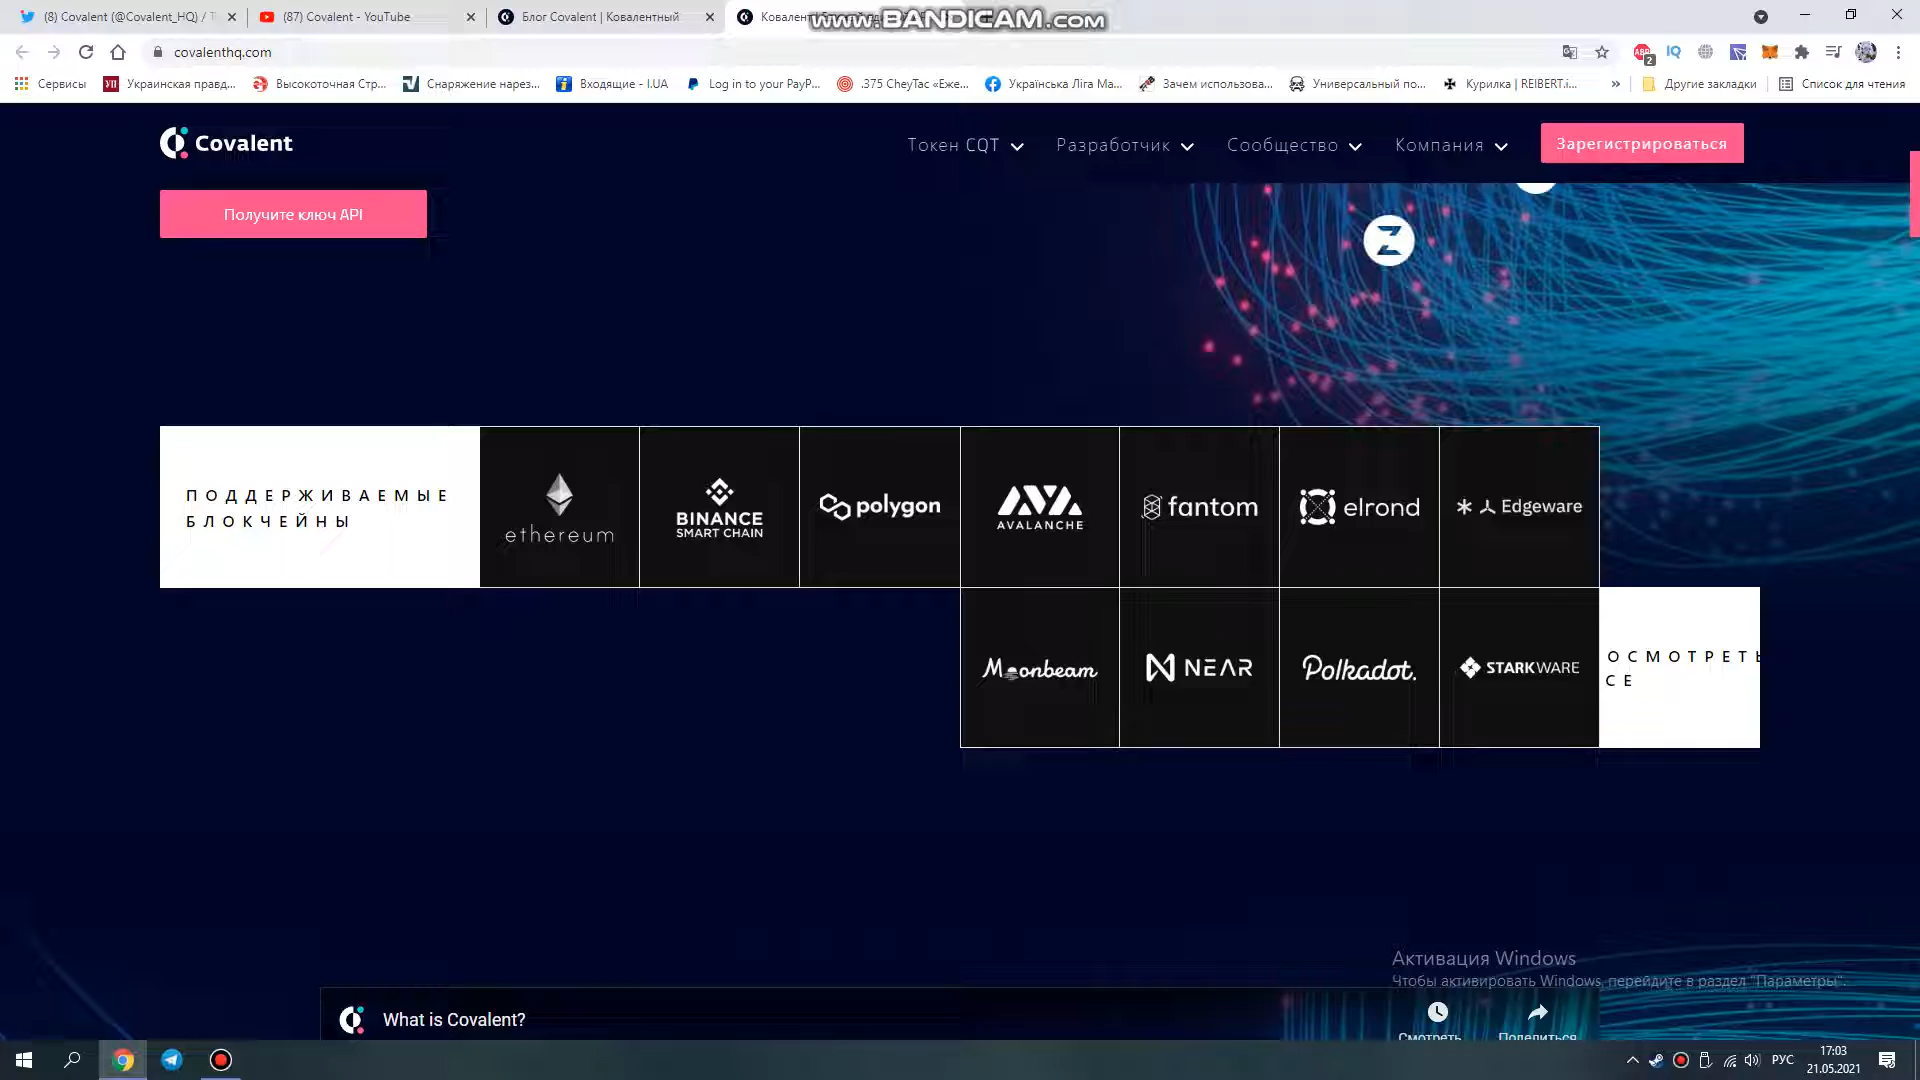 (8) Covalent (@Covalent_HQ) / T
(87) Covalent - YouTube
Блог Covalent | Ковалентный
Ковалент
www.BANDICAM.com
covalenthq.com
Сервисы
Украинская правд...
Высокоточная Стр...
Снаряжение нарез...
Входящие - I.UA
Log in to your PayP...
.375 CheyTac «Еже...
Українська Ліга Ма...
Зачем использова...
Универсальный по...
Курилка | REIBERT.i...
»
Другие закладки
Список для чтения
Covalent
Токен CQT
Разработчик
Сообщество
Компания
Зарегистрироваться
Получите ключ API
ПОДДЕРЖИВАЕМЫЕ
БЛОКЧЕЙНЫ
ethereum
BINANCE
SMART CHAIN
polygon
AVALANCHE
fantom
elrond
Edgeware
Moonbeam
NEAR
Polkadot.
STARKWARE
ОСМОТРЕТЬ
СЕ
Активация Windows
Чтобы активировать Windows, перейдите в раздел "Параметры".
What is Covalent?
Смотреть
Поделиться
РУС
17:03
21.05.2021